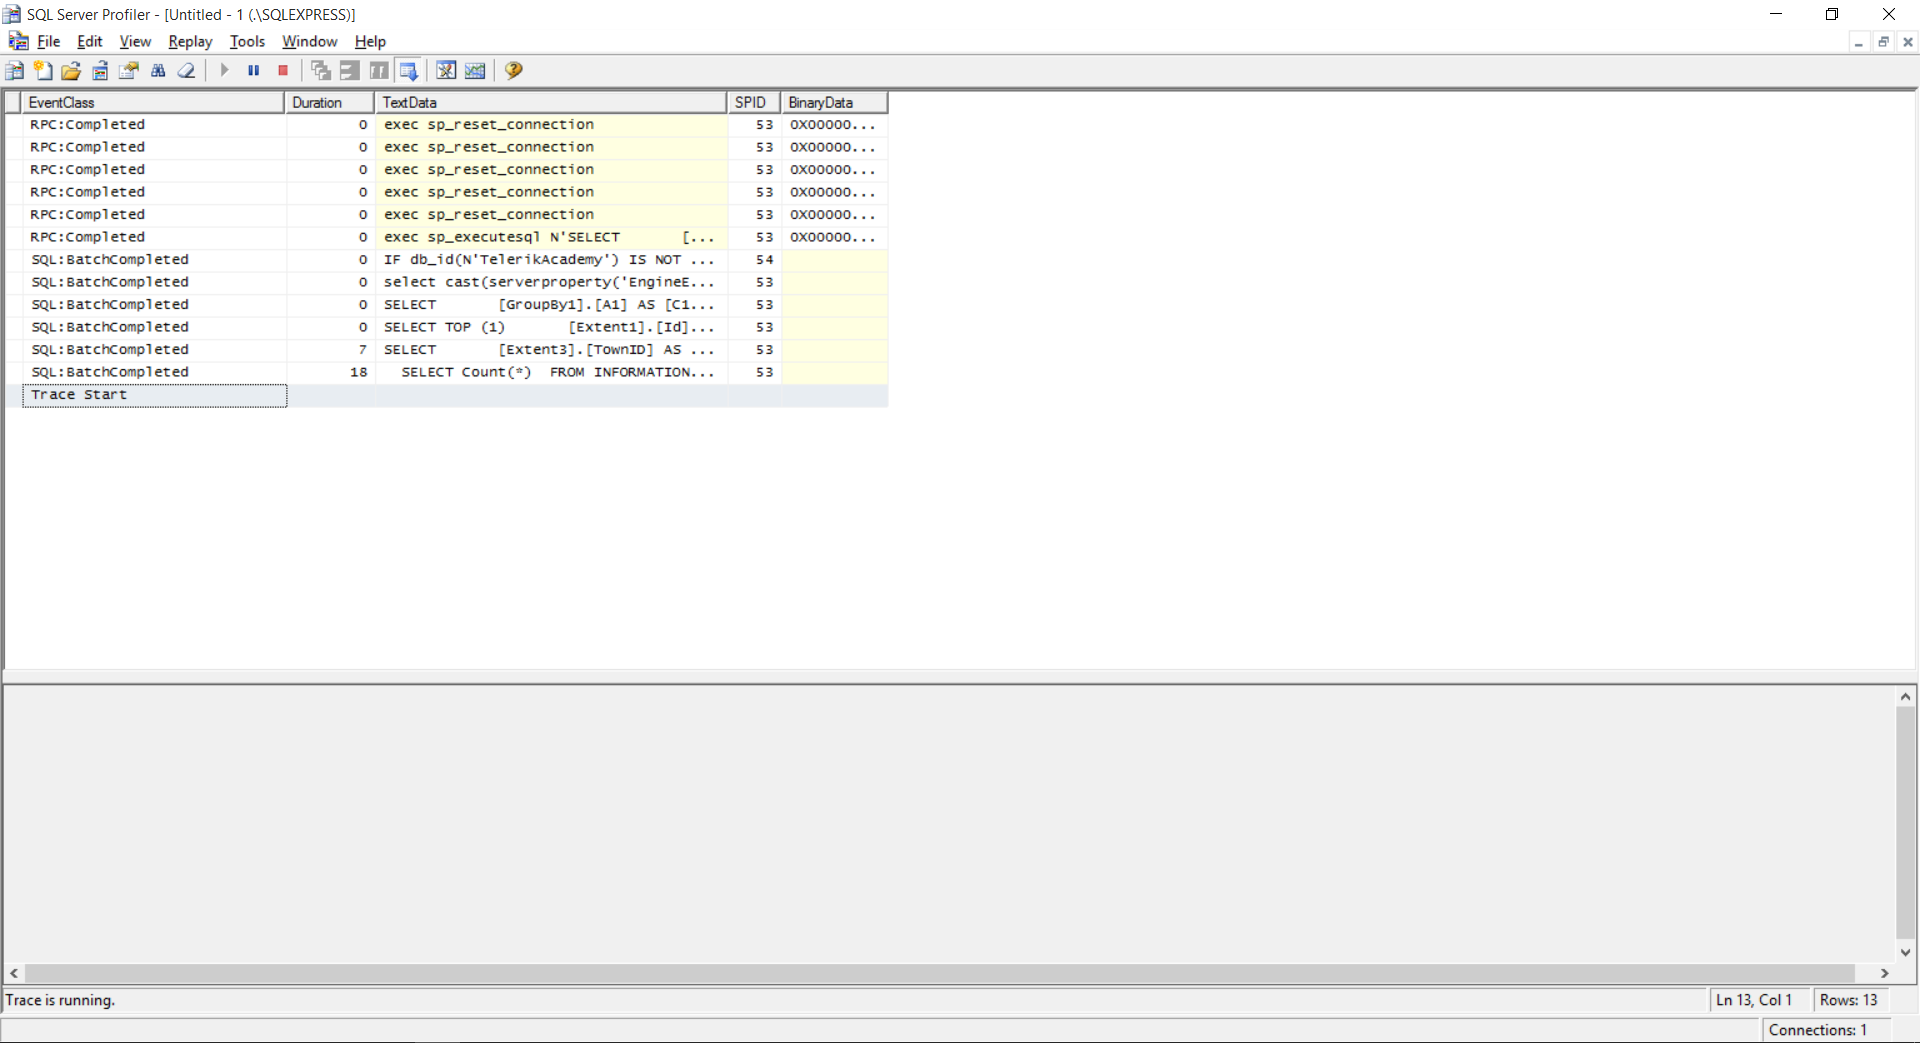 SQL Server Profiler - [Untitled - 1 (.\SQLEXPRESS)]
File Edit View Replay Tools Window Help
EventClass Duration TextData SPID BinaryData
RPC:Completed 0 exec sp_reset_connection 53 0X00000...
RPC:Completed 0 exec sp_reset_connection 53 0X00000...
RPC:Completed 0 exec sp_reset_connection 53 0X00000...
RPC:Completed 0 exec sp_reset_connection 53 0X00000...
RPC:Completed 0 exec sp_reset_connection 53 0X00000...
RPC:Completed 0 exec sp_executesql N'SELECT [... 53 0X00000...
SQL:BatchCompleted 0 IF db_id(N'TelerikAcademy') IS NOT ... 54
SQL:BatchCompleted 0 select cast(serverproperty('EngineE... 53
SQL:BatchCompleted 0 SELECT [GroupBy1].[A1] AS [C1... 53
SQL:BatchCompleted 0 SELECT TOP (1) [Extent1].[Id]... 53
SQL:BatchCompleted 7 SELECT [Extent3].[TownID] AS ... 53
SQL:BatchCompleted 18 SELECT Count(*) FROM INFORMATION... 53
Trace Start
Trace is running. Ln 13, Col 1 Rows: 13
Connections: 1